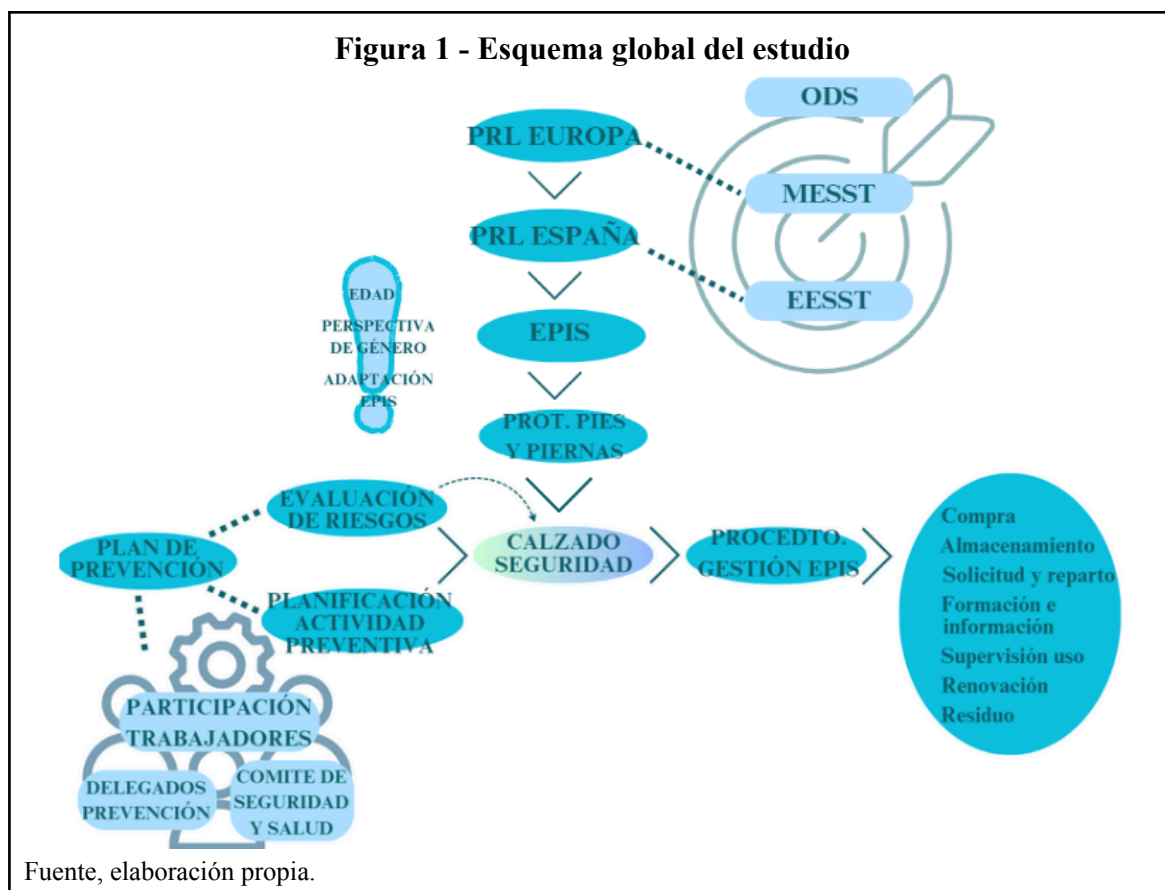 Figura 1 - Esquema global del estudio
ODS
PRL EUROPA
MESST
PRL ESPAÑA
EESST
EDAD
PERSPECTIVA
DE GÉNERO
ADAPTACIÓN
EPIS
EPIS
PROT. PIES
Y PIERNAS
EVALUACIÓN
DE RIESGOS
PLAN DE
PREVENCIÓN
PLANIFICACIÓN
ACTIVIDAD
PREVENTIVA
CALZADO
SEGURIDAD
PROCEDTO.
GESTIÓN EPIS
Compra
Almacenamiento
Solicitud y reparto
Formación e
información
Supervisión uso
Renovación
Residuo
PARTICIPACIÓN
TRABAJADORES
DELEGADOS
PREVENCIÓN
COMITE DE
SEGURIDAD
Y SALUD
Fuente, elaboración propia.